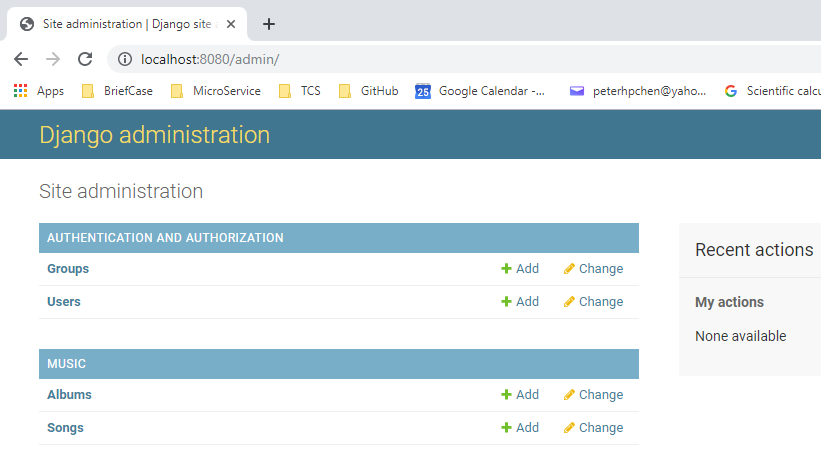 Site administration | Django site
localhost:8080/admin/
Apps BriefCase MicroService TCS GitHub 25 Google Calendar -... peterhpchen@yaho... Scientific calcu
Django administration
Site administration
AUTHENTICATION AND AUTHORIZATION
Groups Add Change
Users Add Change
MUSIC
Albums Add Change
Songs Add Change
Recent actions
My actions
None available